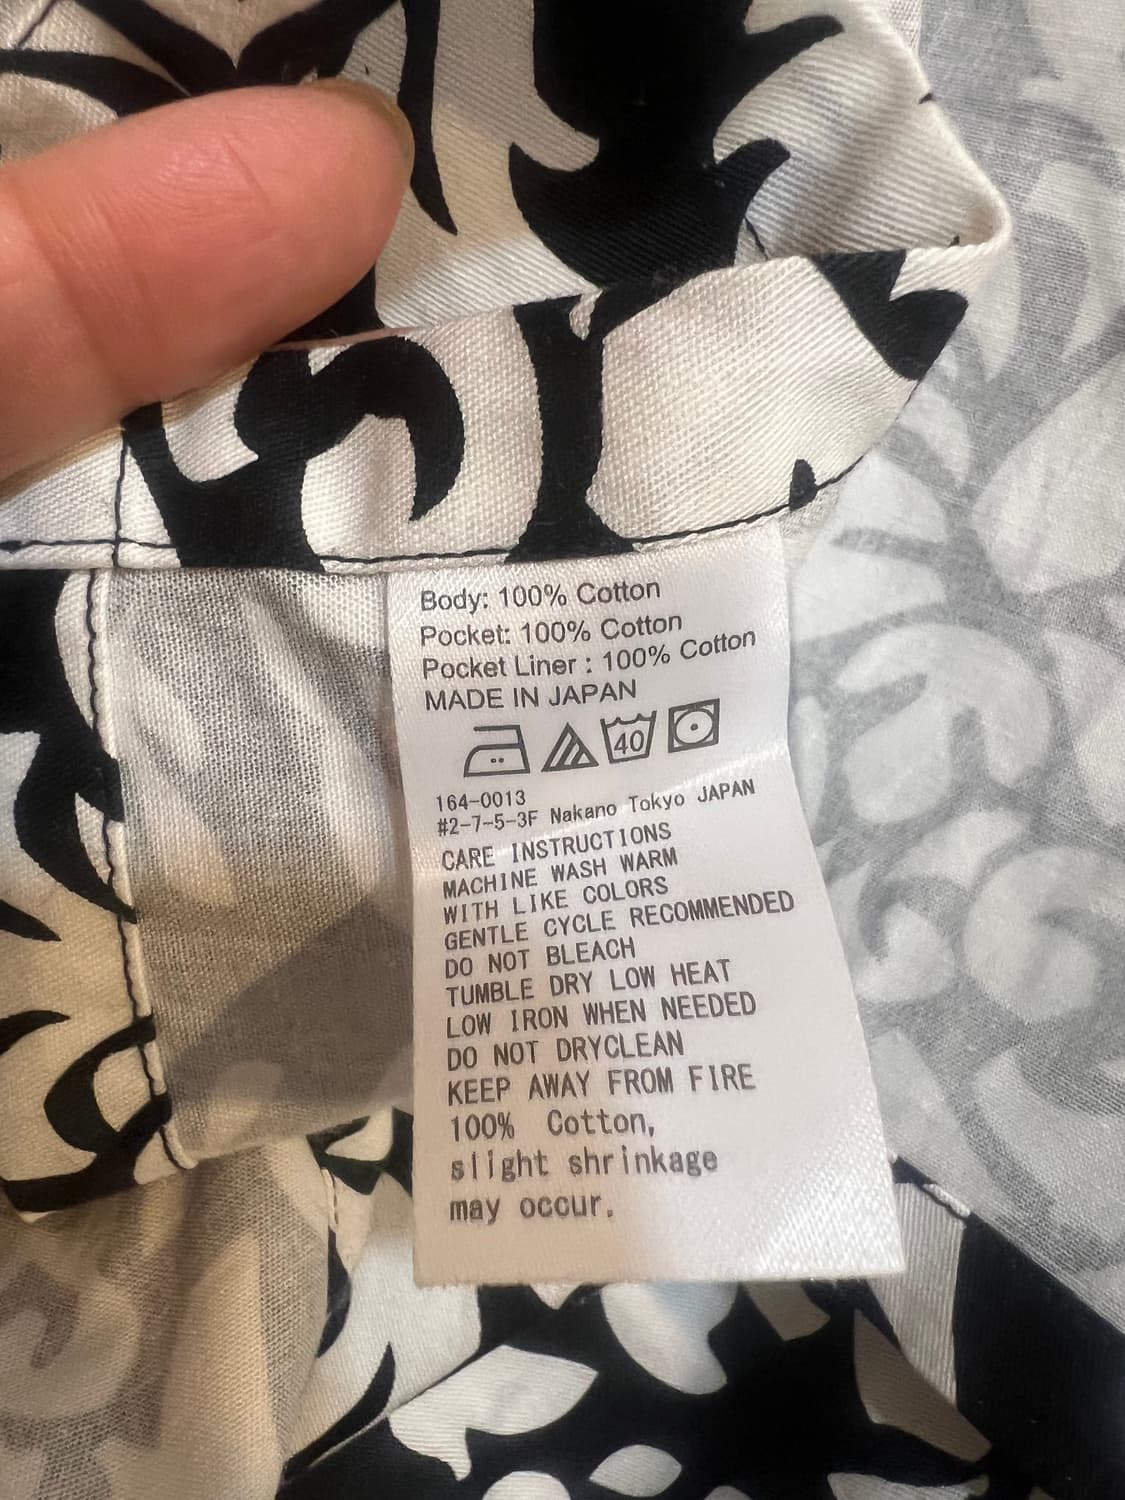 Body: 100% Cotton
Pocket: 100% Cotton
Pocket Liner : 100% Cotton
MADE IN JAPAN
40
164-0013
#2-7-5-3F Nakano Tokyo JAPAN
CARE INSTRUCTIONS
MACHINE WASH WARM
WITH LIKE COLORS
GENTLE CYCLE RECOMMENDED
DO NOT BLEACH
TUMBLE DRY LOW HEAT
LOW IRON WHEN NEEDED
DO NOT DRYCLEAN
KEEP AWAY FROM FIRE
100% Cotton,
slight shrinkage
may occur.